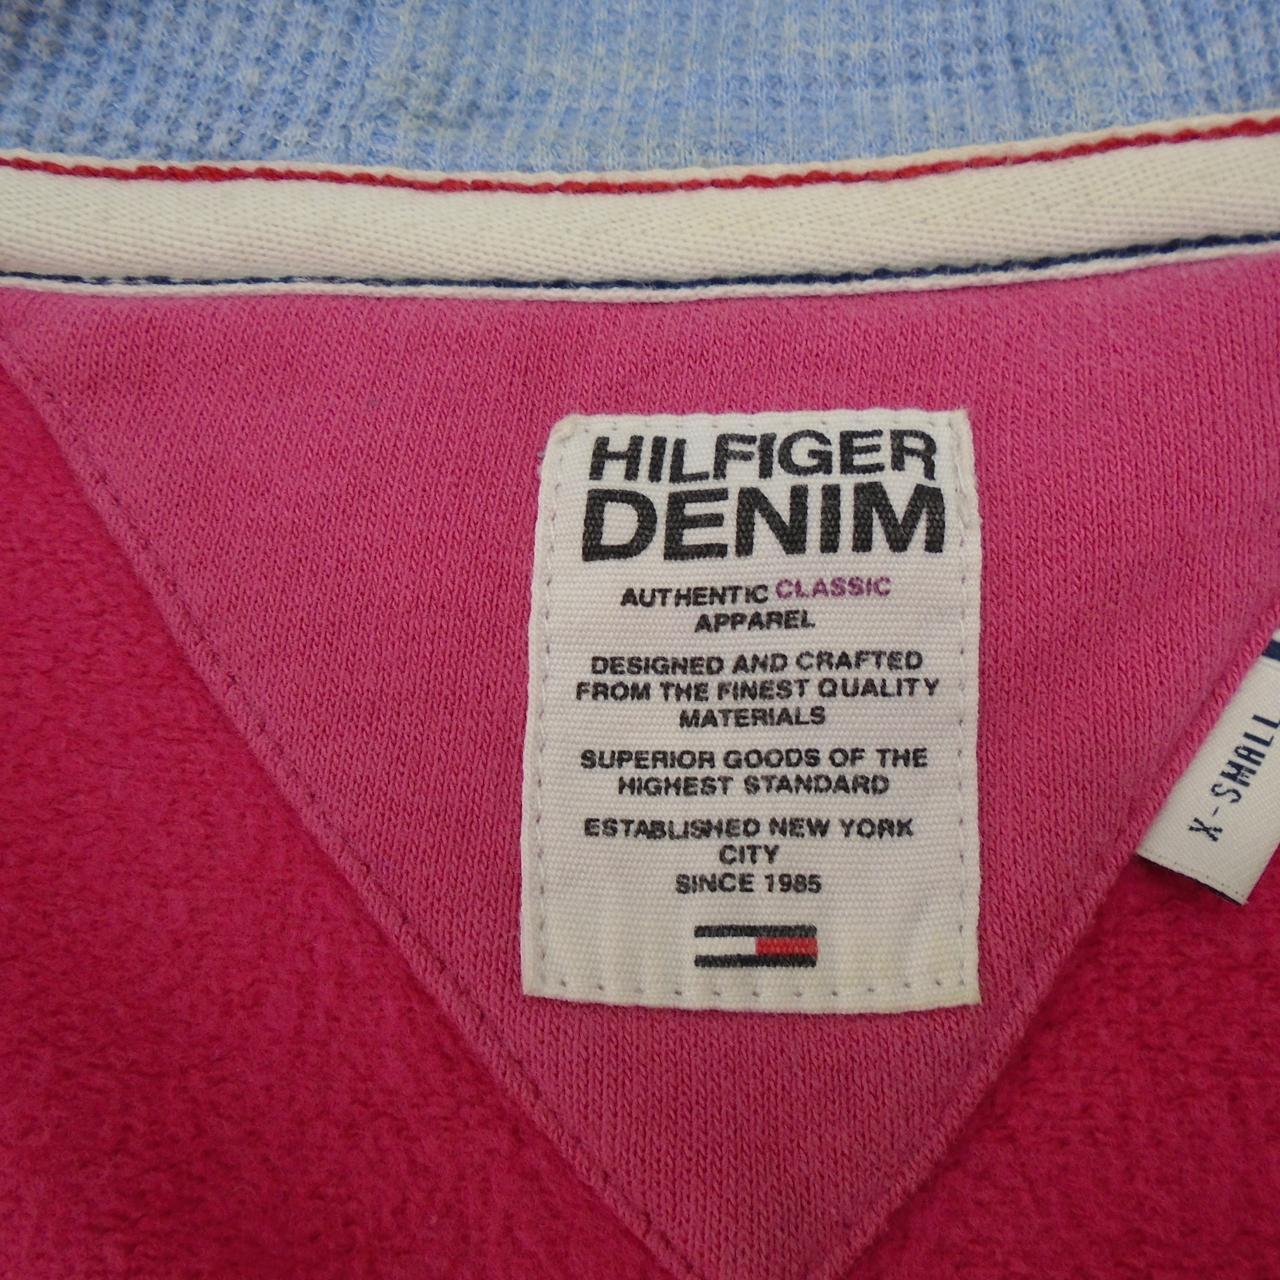 HILFIGER
DENIM
AUTHENTIC CLASSIC
APPAREL
DESIGNED AND CRAFTED
FROM THE FINEST QUALITY
MATERIALS
SUPERIOR GOODS OF THE
HIGHEST STANDARD
ESTABLISHED NEW YORK
CITY
SINCE 1985
X-SMALL